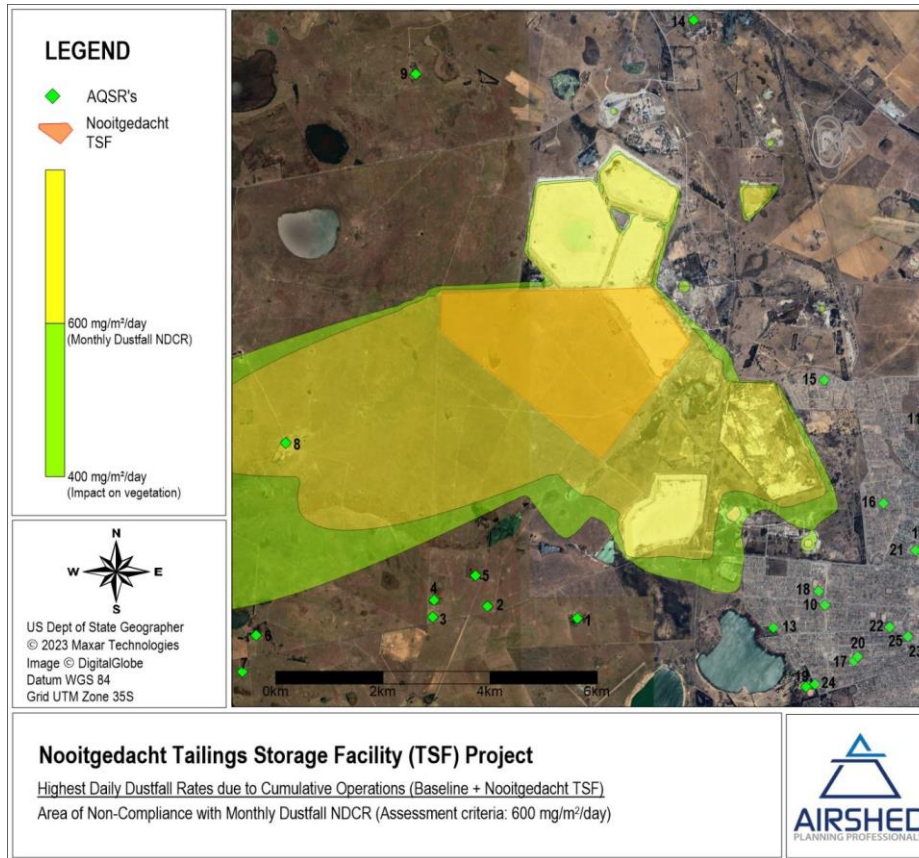 LEGEND
AQSR's
Nooitgedacht
TSF
600 mg/m²/day
(Monthly Dustfall NDCR)
400 mg/m²/day
(Impact on vegetation)
N
W E
S
US Dept of State Geographer
© 2023 Maxar Technologies
Image © DigitalGlobe
Datum WGS 84
Grid UTM Zone 35S
14
9
15
8
16
21
5
4
2
3
1
18
10
13
22
25
23
6
17
20
7
19
24
0km 2km 4km 6km
Nooitgedacht Tailings Storage Facility (TSF) Project
Highest Daily Dustfall Rates due to Cumulative Operations (Baseline + Nooitgedacht TSF)
Area of Non-Compliance with Monthly Dustfall NDCR (Assessment criteria: 600 mg/m²/day)
AIRSHED
PLANNING PROFESSIONALS